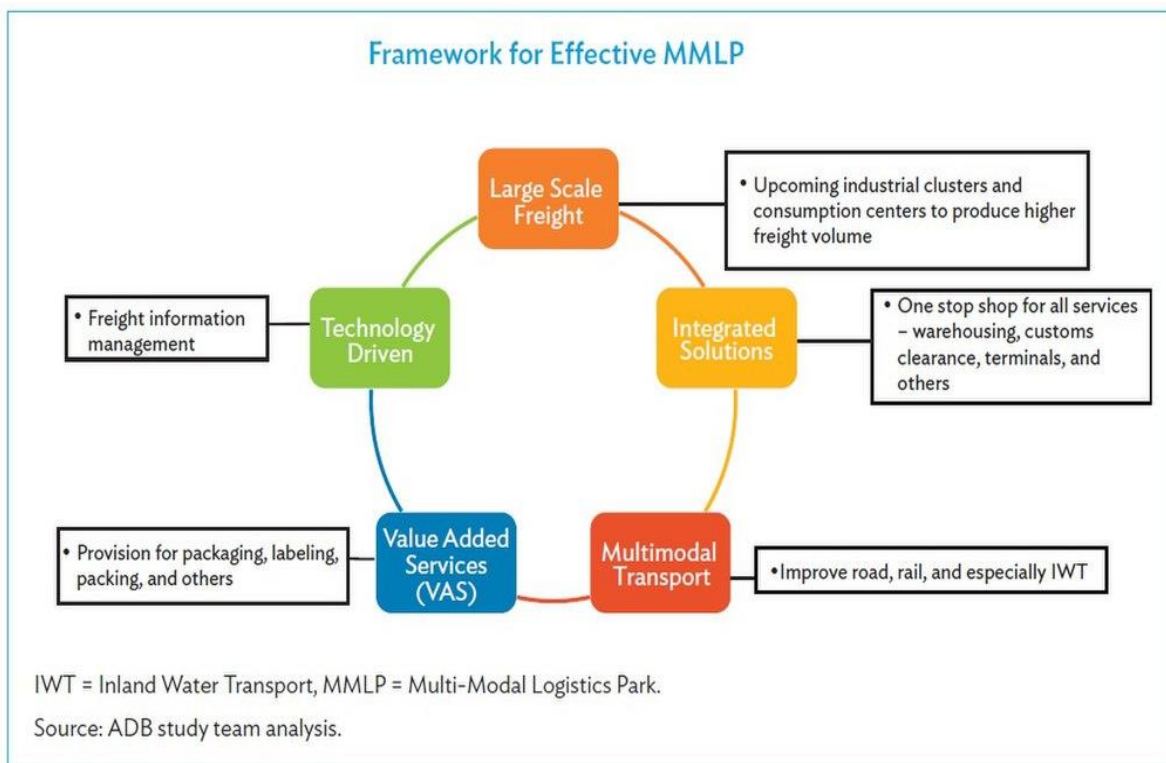 Framework for Effective MMLP
Large Scale
Freight
• Upcoming industrial clusters and
consumption centers to produce higher
freight volume
Integrated
Solutions
• One stop shop for all services
– warehousing, customs
clearance, terminals, and
others
Multimodal
Transport
•Improve road, rail, and especially IWT
Value Added
Services
(VAS)
• Provision for packaging, labeling,
packing, and others
Technology
Driven
• Freight information
management
IWT = Inland Water Transport, MMLP = Multi-Modal Logistics Park.
Source: ADB study team analysis.